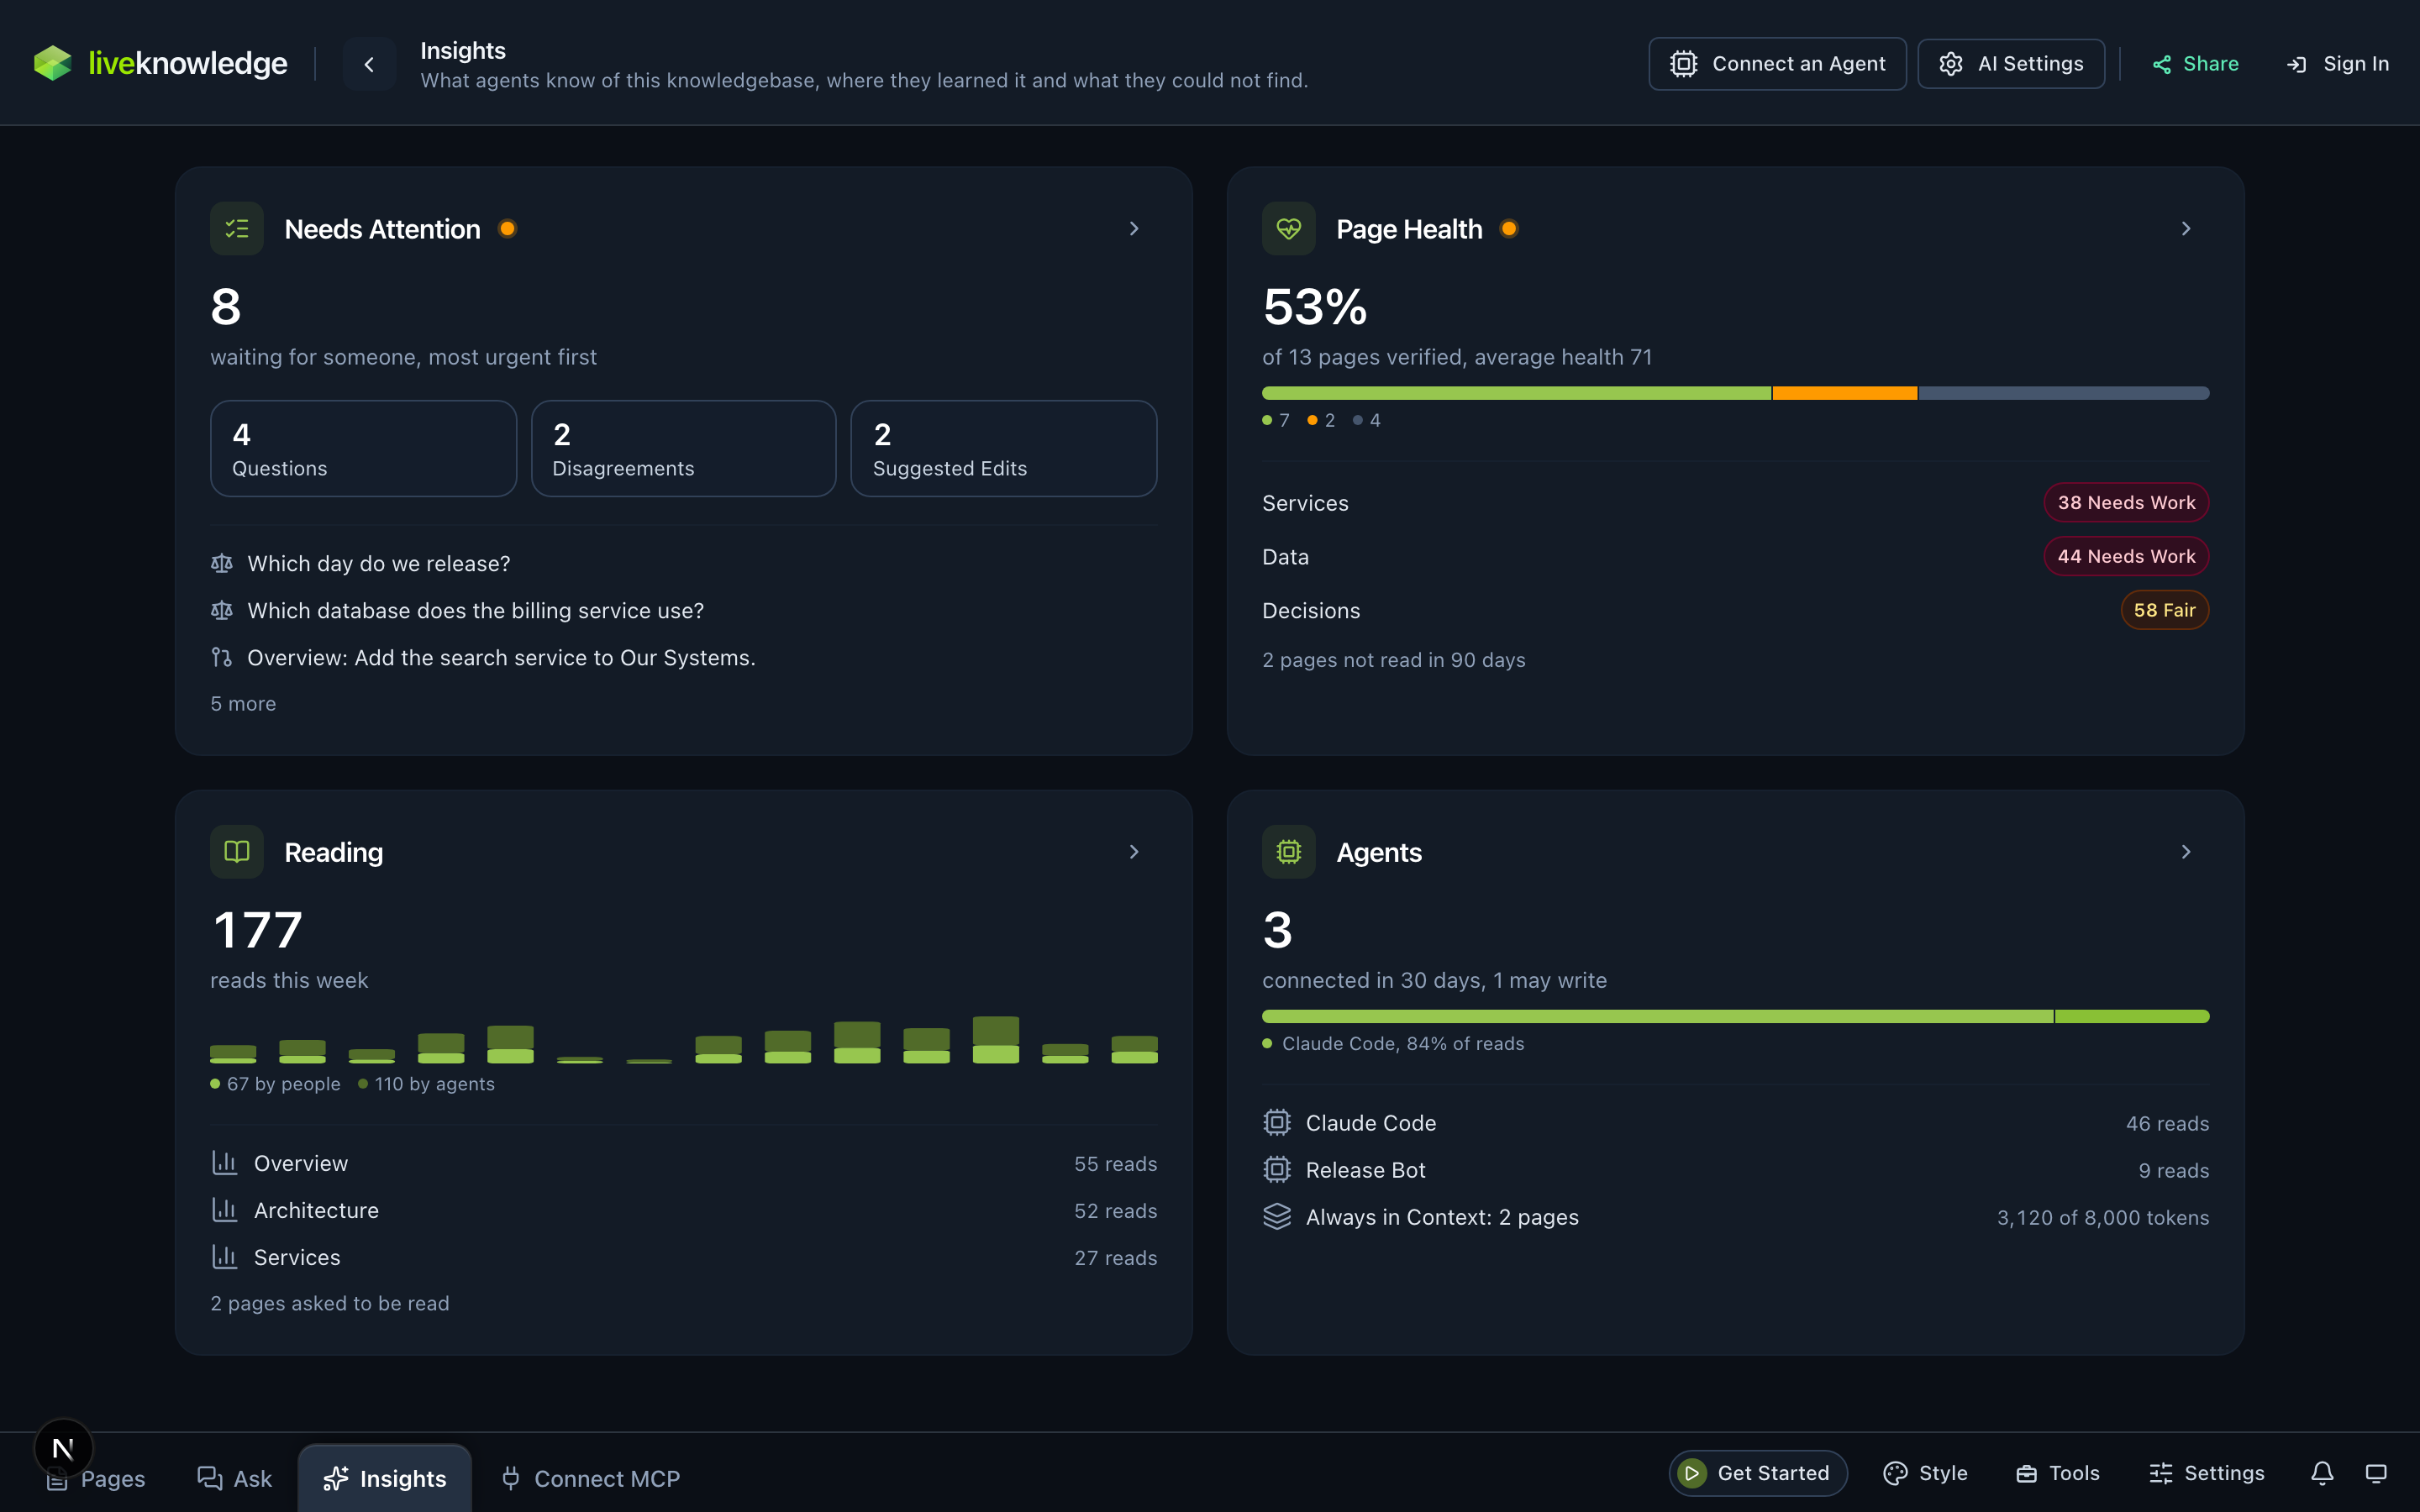 liveknowledge
Insights
What agents know of this knowledgebase, where they learned it and what they could not find.
Connect an Agent
AI Settings
Share
Sign In
Needs Attention
8
waiting for someone, most urgent first
4
Questions
2
Disagreements
2
Suggested Edits
Which day do we release?
Which database does the billing service use?
Overview: Add the search service to Our Systems.
5 more
Page Health
53%
of 13 pages verified, average health 71
7 2 4
Services 38 Needs Work
Data 44 Needs Work
Decisions 58 Fair
2 pages not read in 90 days
Reading
177
reads this week
67 by people 110 by agents
Overview 55 reads
Architecture 52 reads
Services 27 reads
2 pages asked to be read
Agents
3
connected in 30 days, 1 may write
Claude Code, 84% of reads
Claude Code 46 reads
Release Bot 9 reads
Always in Context: 2 pages 3,120 of 8,000 tokens
N
Pages
Ask
Insights
Connect MCP
Get Started
Style
Tools
Settings